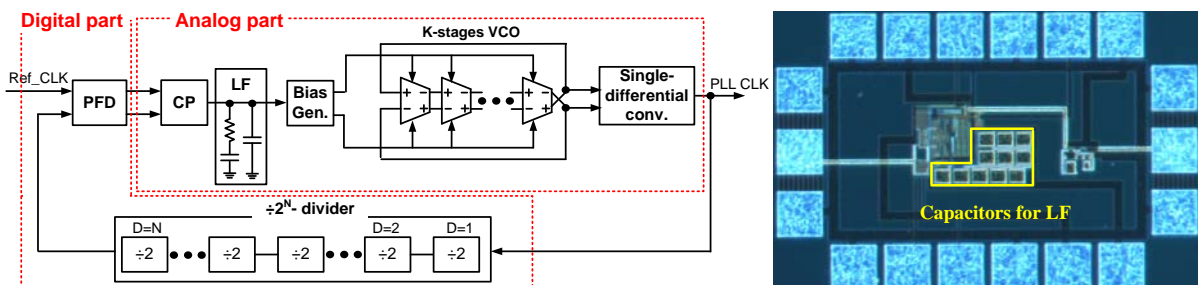 Digital part
Analog part
K-stages VCO
Ref_CLK
PFD
CP
LF
Bias
Gen.
+ + +
− − −
Single-
differential
conv.
PLL CLK
÷2ᴺ- divider
D=N
D=2
D=1
÷2
÷2
÷2
÷2
÷2
Capacitors for LF